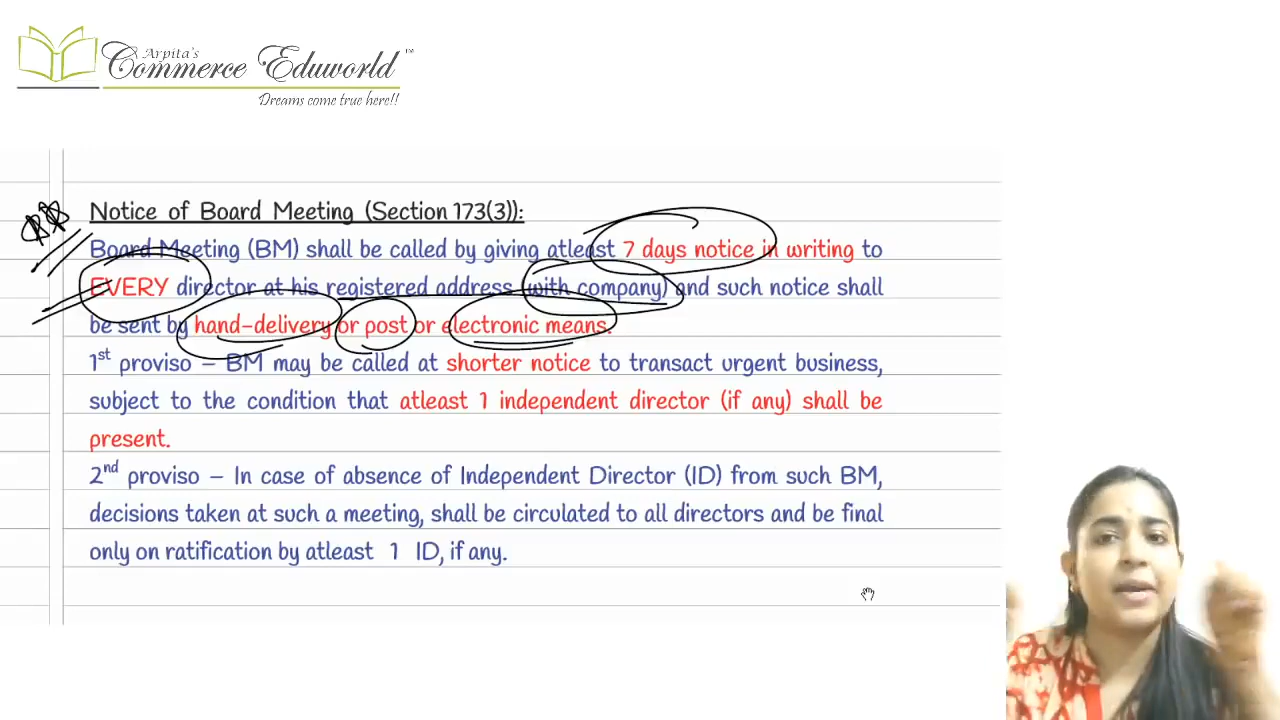 Arpita's
Commerce Eduworld™
Dreams come true here!!
Notice of Board Meeting (Section 173(3)):
Board Meeting (BM) shall be called by giving atleast 7 days notice in writing to
EVERY director at his registered address (with company) and such notice shall
be sent by hand-delivery or post or electronic means.
1st proviso – BM may be called at shorter notice to transact urgent business,
subject to the condition that atleast 1 independent director (if any) shall be
present.
2nd proviso – In case of absence of Independent Director (ID) from such BM,
decisions taken at such a meeting, shall be circulated to all directors and be final
only on ratification by atleast 1 ID, if any.